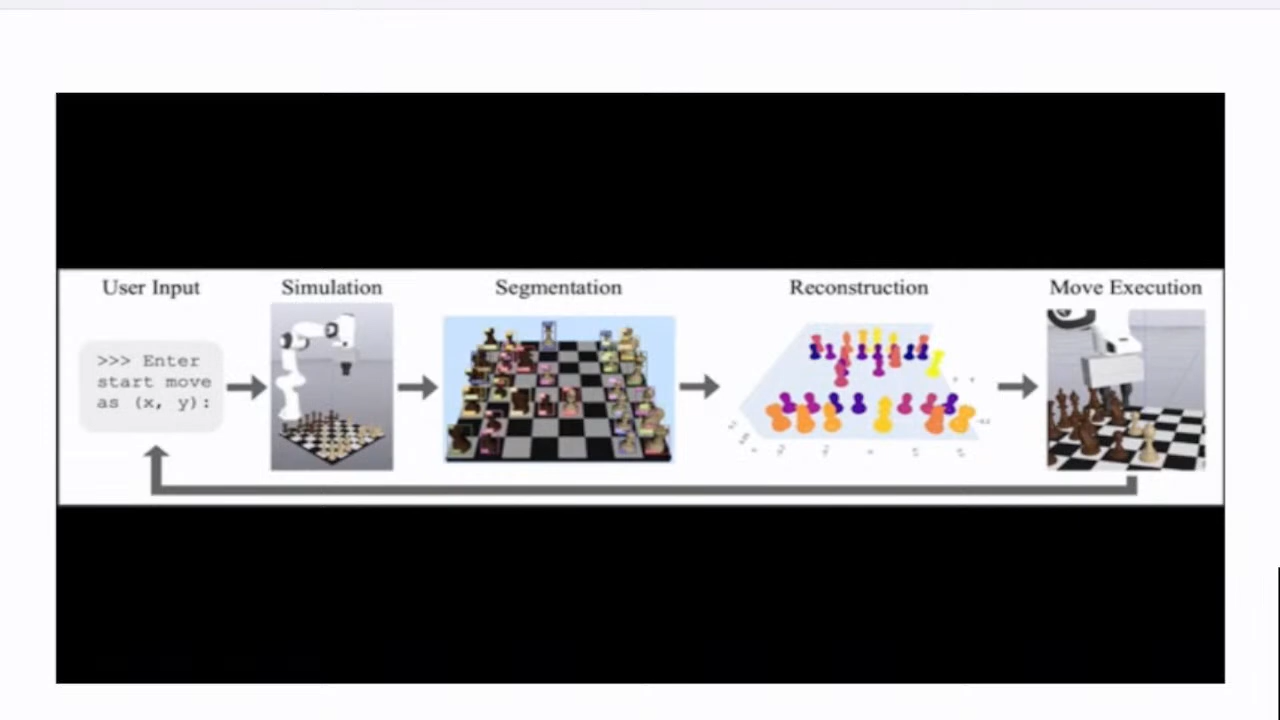 User Input
Simulation
Segmentation
Reconstruction
Move Execution
>>> Enter
start move
as (x, y):